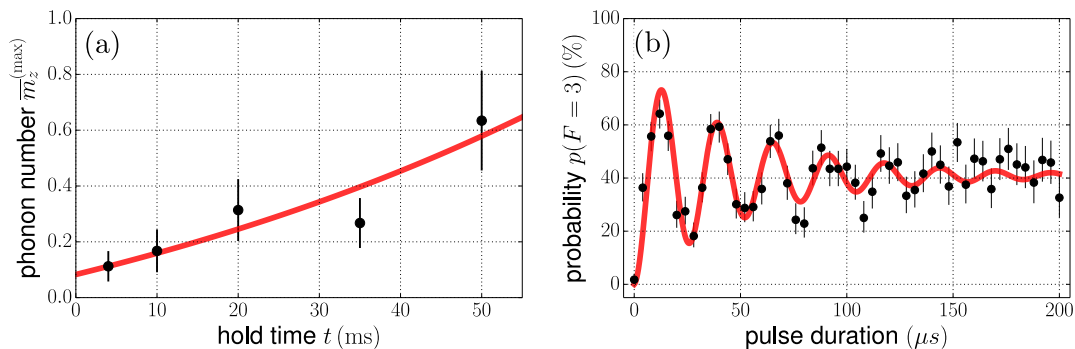 (a)
phonon number m̅_z^(max)
1.0
0.8
0.6
0.4
0.2
0.0
0 10 20 30 40 50
hold time t (ms)
(b)
probability p(F = 3) (%)
100
80
60
40
20
0
0 50 100 150 200
pulse duration (μs)